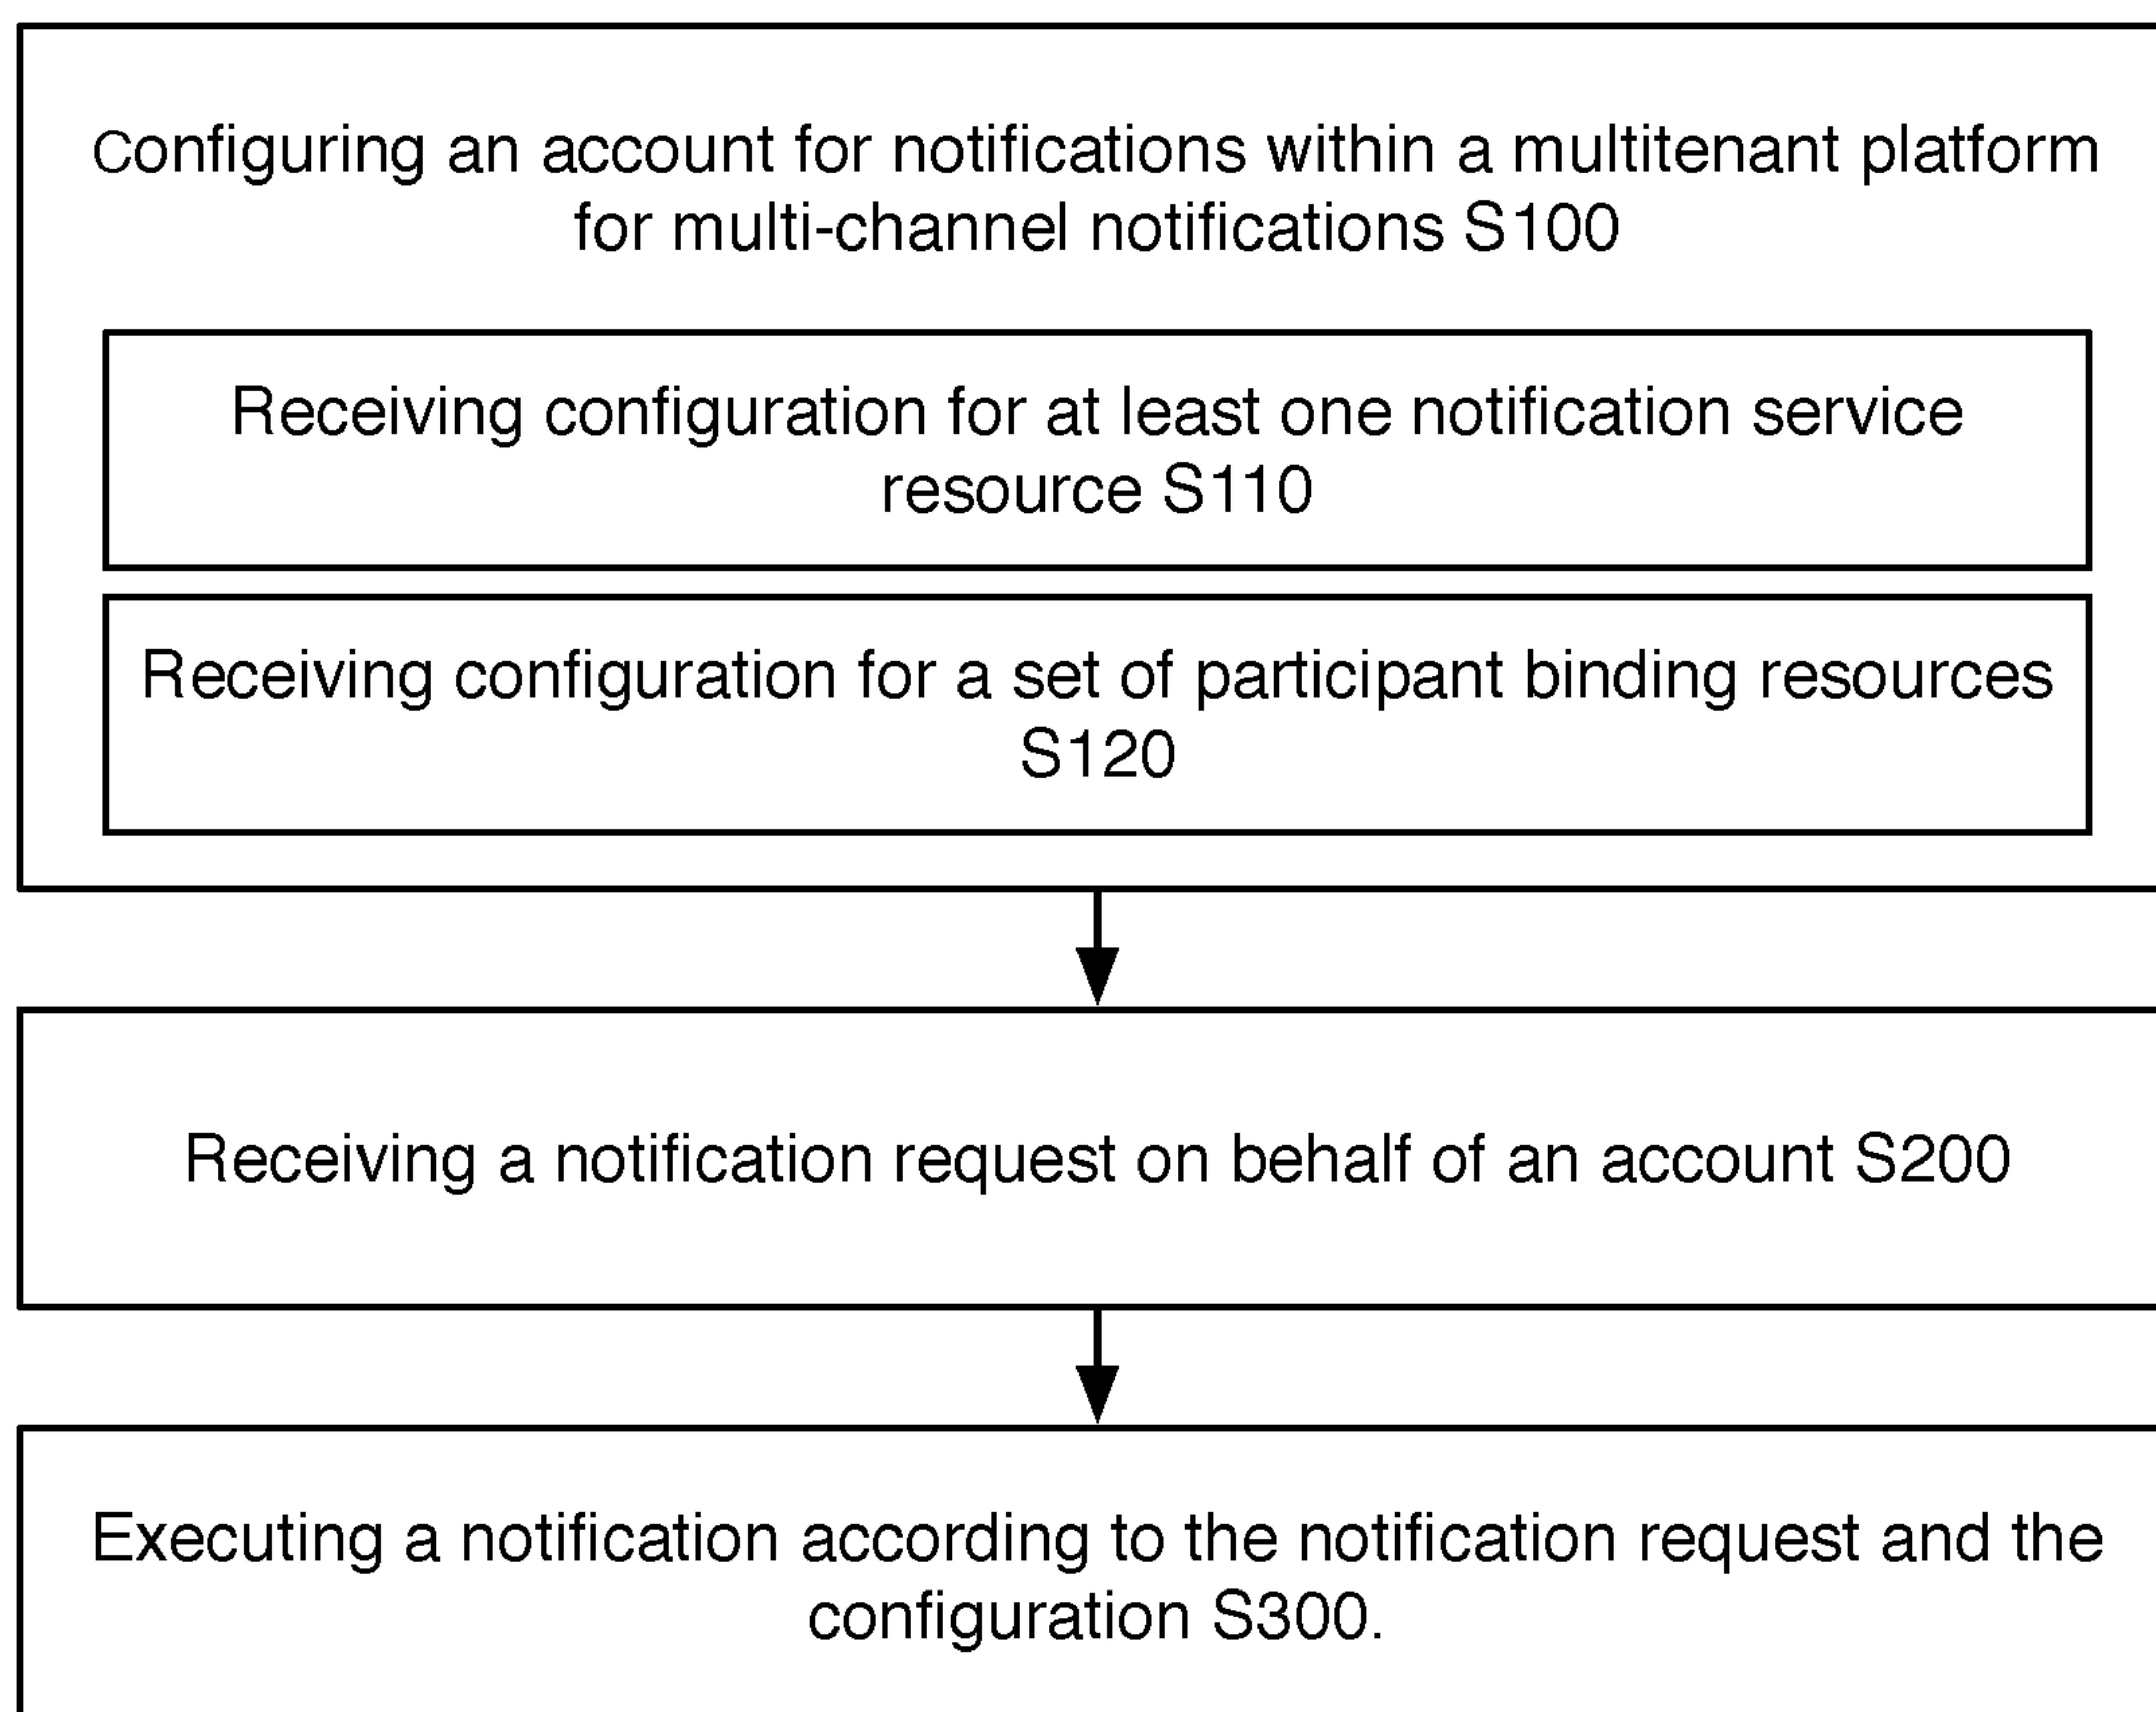 Configuring an account for notifications within a multitenant platform
for multi-channel notifications S100
Receiving configuration for at least one notification service
resource S110
Receiving configuration for a set of participant binding resources
S120
Receiving a notification request on behalf of an account S200
Executing a notification according to the notification request and the
configuration S300.